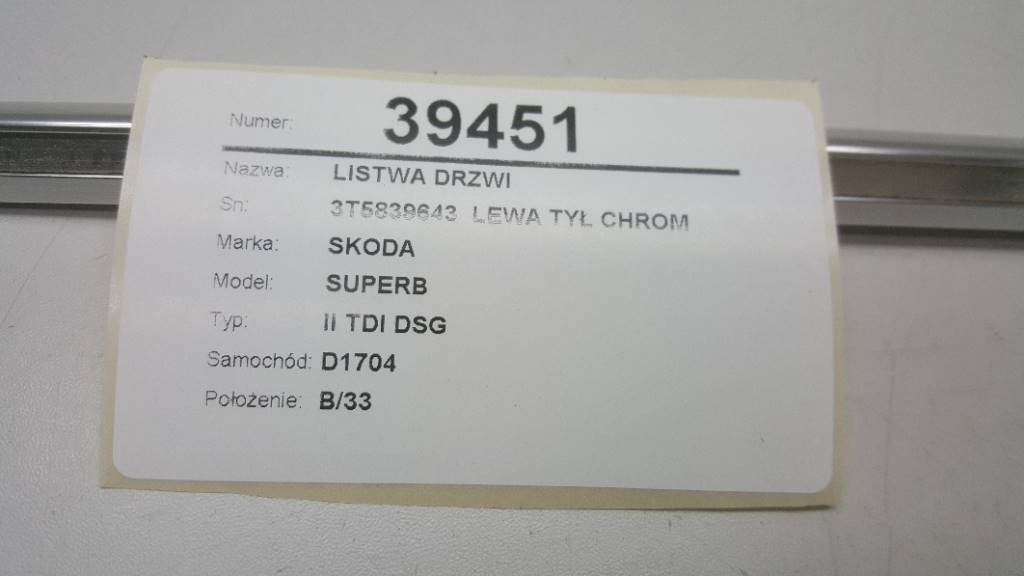 Numer: 39451
Nazwa: LISTWA DRZWI
Sn: 3T5839643 LEWA TYŁ CHROM
Marka: SKODA
Model: SUPERB
Typ: II TDI DSG
Samochód: D1704
Położenie: B/33